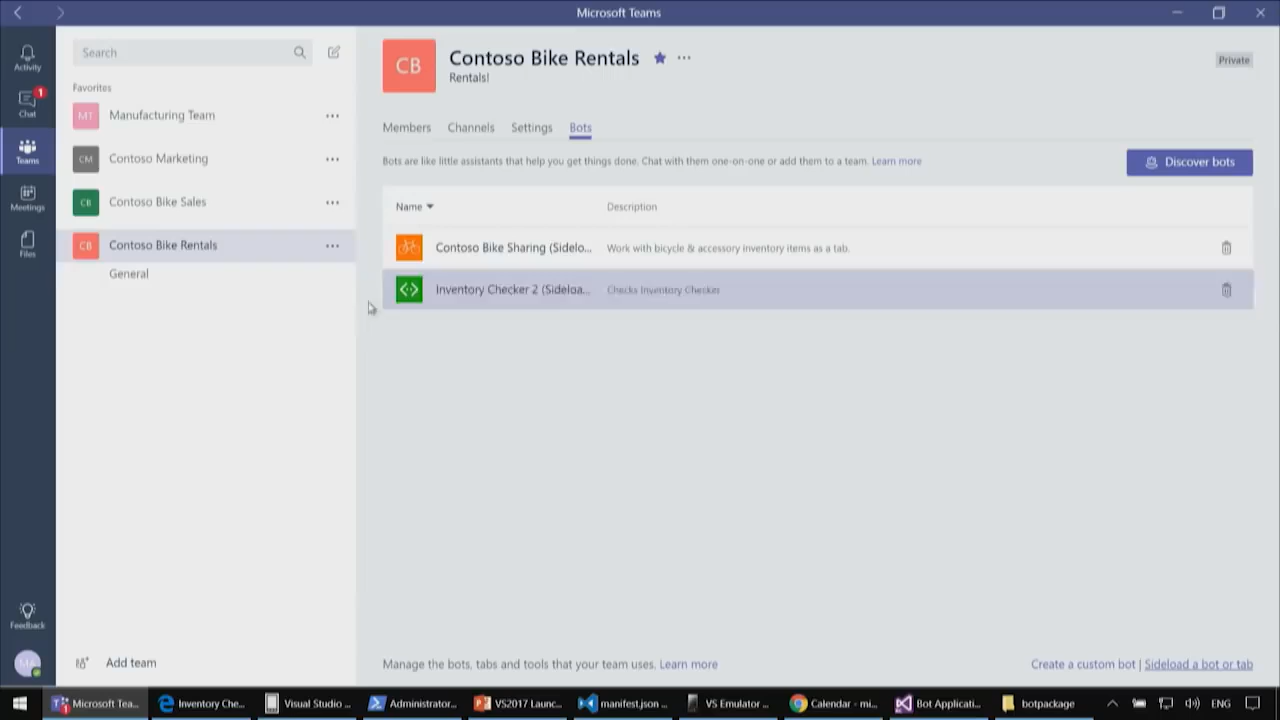 Microsoft Teams
Activity
Chat
1
Teams
Meetings
Files
Feedback
MA
Search
Favorites
MT Manufacturing Team
CM Contoso Marketing
CB Contoso Bike Sales
CB Contoso Bike Rentals
General
Add team
CB
Contoso Bike Rentals
Rentals!
Private
Members Channels Settings Bots
Bots are like little assistants that help you get things done. Chat with them one-on-one or add them to a team. Learn more
Discover bots
Name Description
Contoso Bike Sharing (Sidelo... Work with bicycle & accessory inventory items as a tab.
Inventory Checker 2 (Sideloa... Checks Inventory Checker
Manage the bots, tabs and tools that your team uses. Learn more
Create a custom bot | Sideload a bot or tab
Microsoft Tea... Inventory Che... Visual Studio ... Administrator... VS2017 Launc... manifest.json ... VS Emulator ... Calendar - mi... Bot Applicati... botpackage ENG